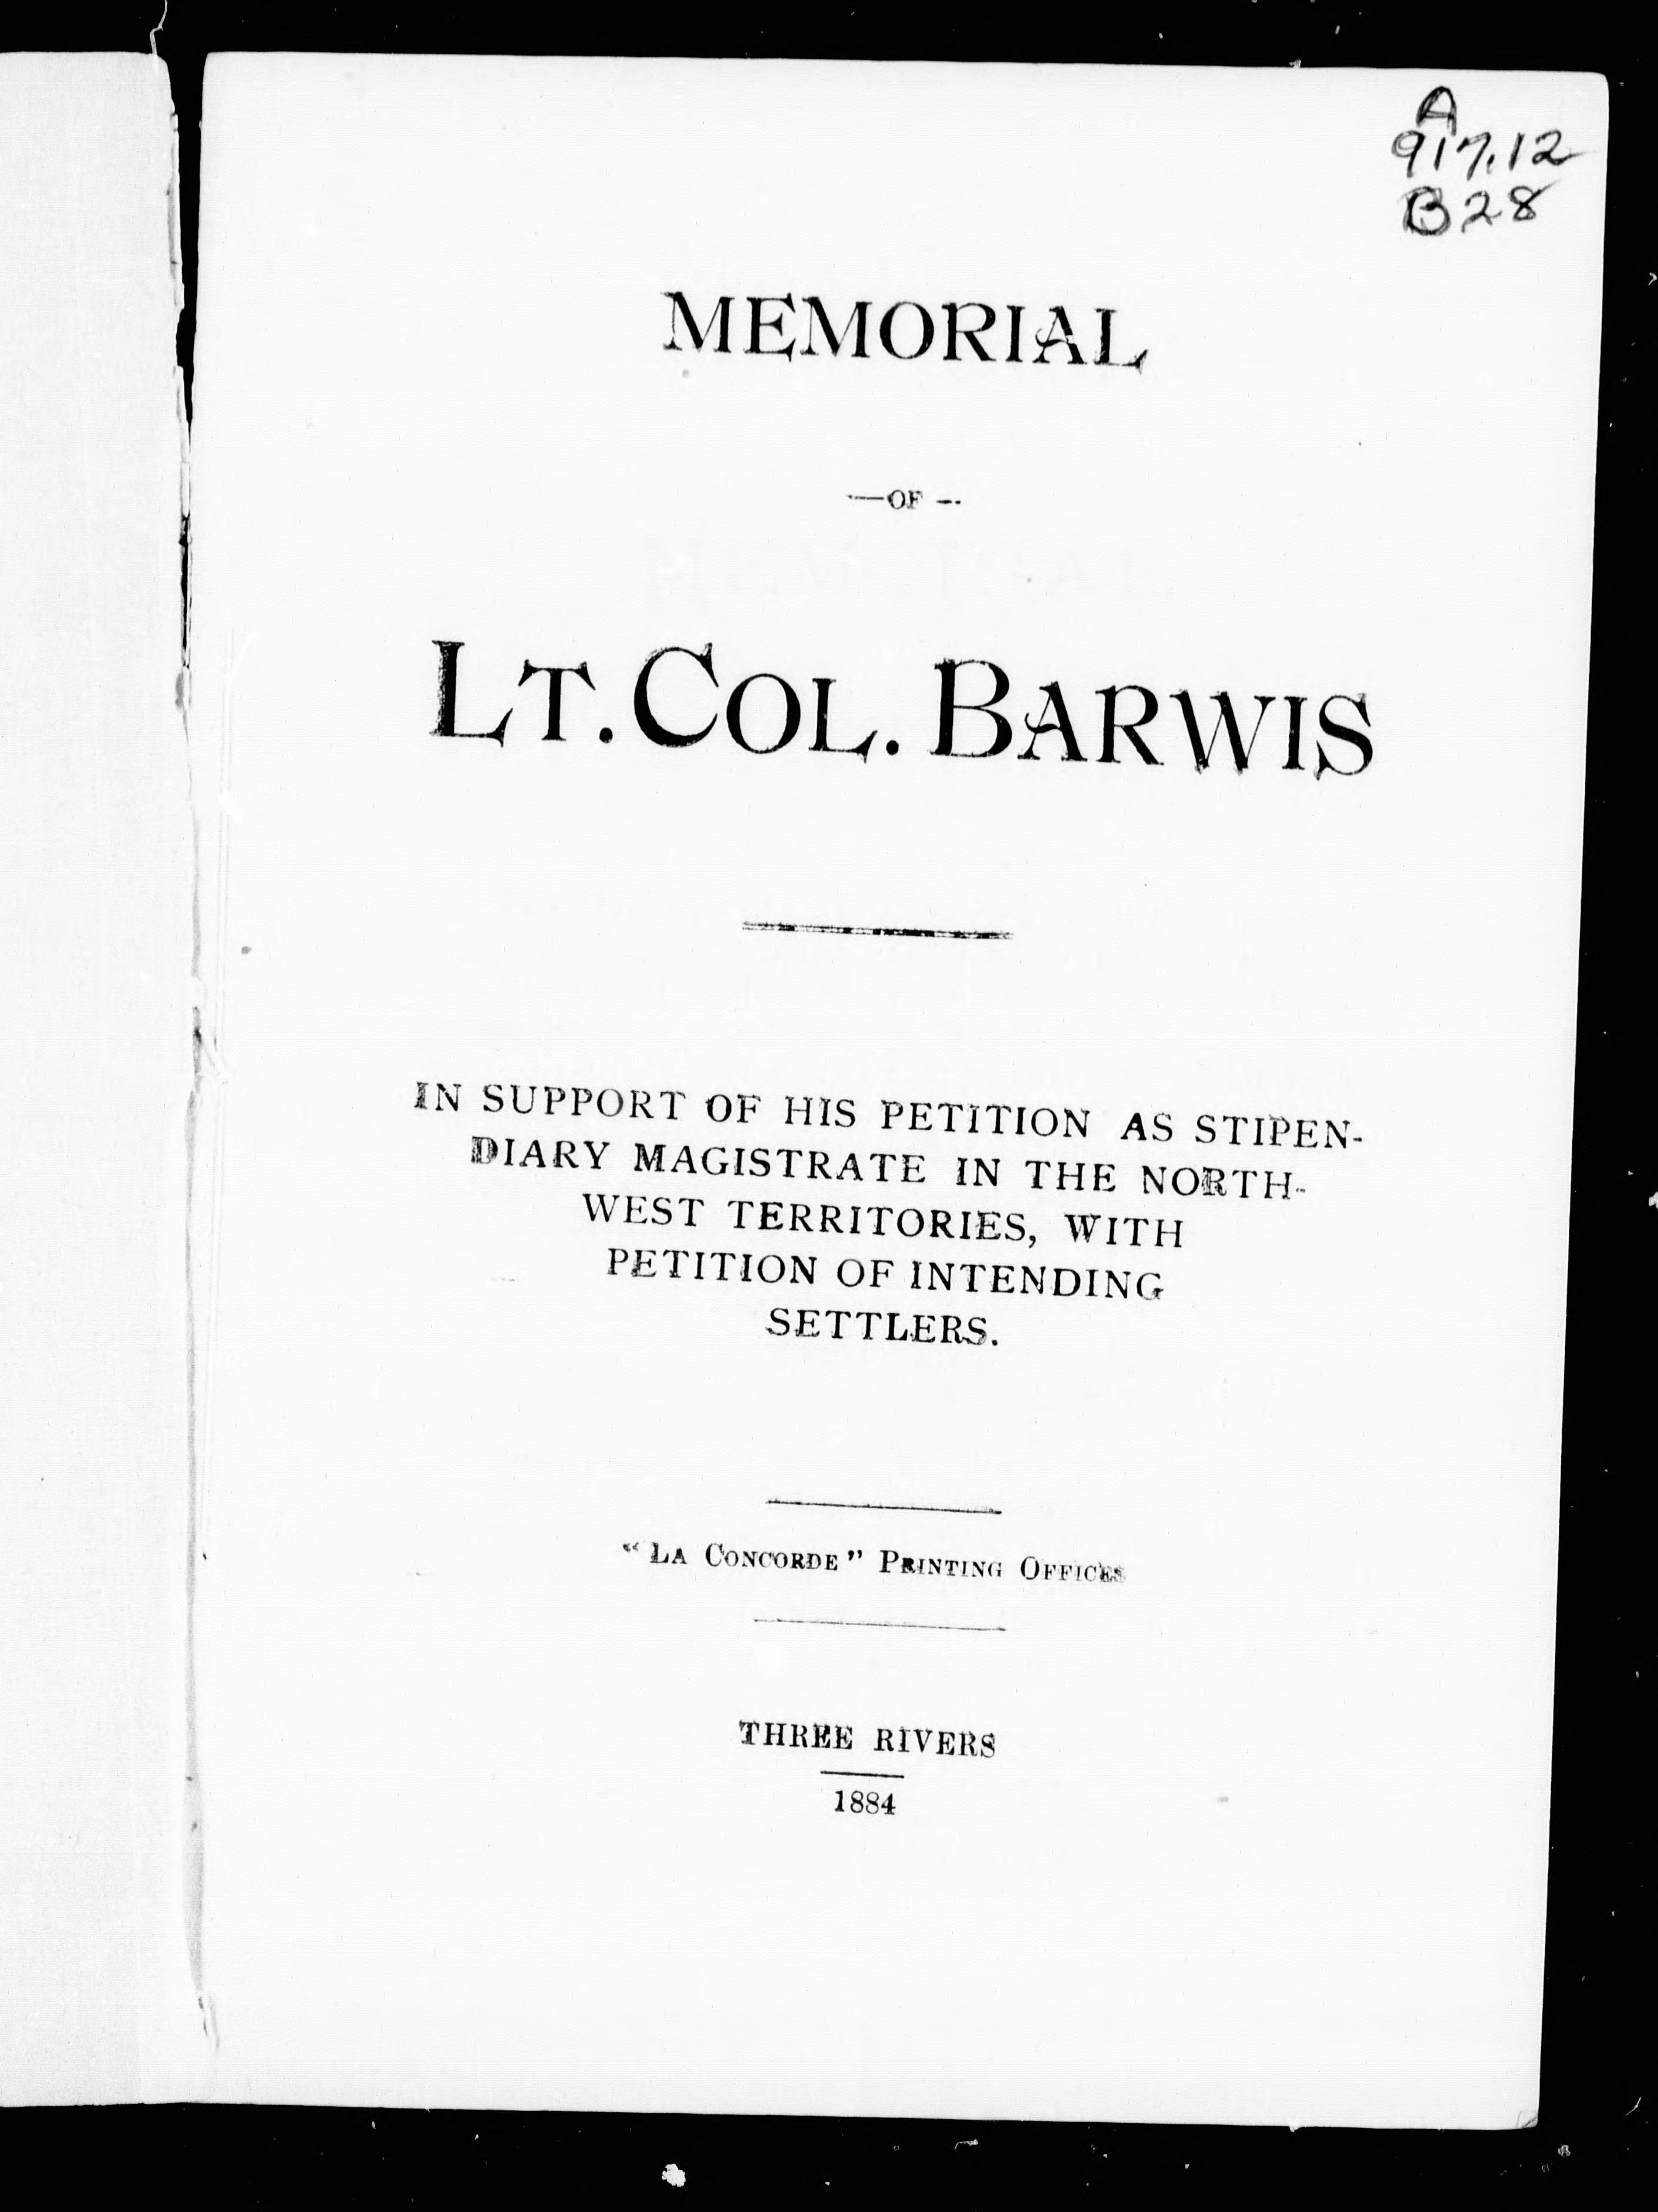 A
917.12
B28
MEMORIAL
—OF—
LT. COL. BARWIS
IN SUPPORT OF HIS PETITION AS STIPEN-
DIARY MAGISTRATE IN THE NORTH-
WEST TERRITORIES, WITH
PETITION OF INTENDING
SETTLERS.
"LA CONCORDE" PRINTING OFFICES
THREE RIVERS
1884